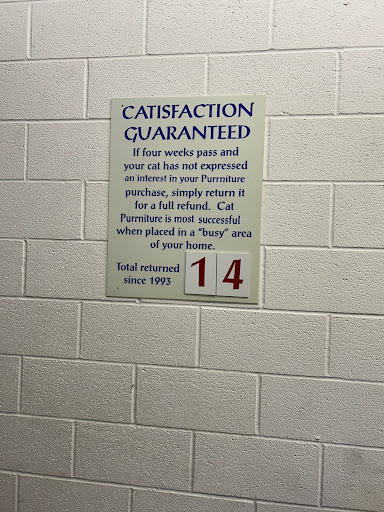 CATISFACTION
GUARANTEED
If four weeks pass and
your cat has not expressed
an interest in your Purrniture
purchase, simply return it
for a full refund. Cat
Purrniture is most successful
when placed in a "busy" area
of your home.
Total returned 1 4
since 1993